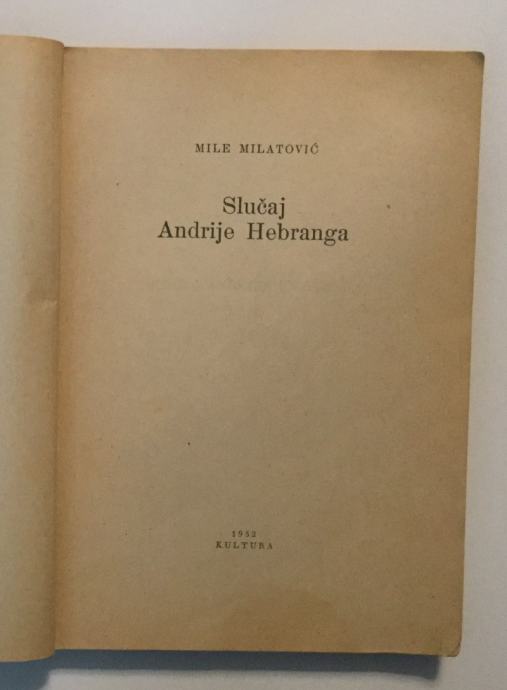 MILE MILATOVIĆ
Slučaj
Andrije Hebranga
1952
KULTURA